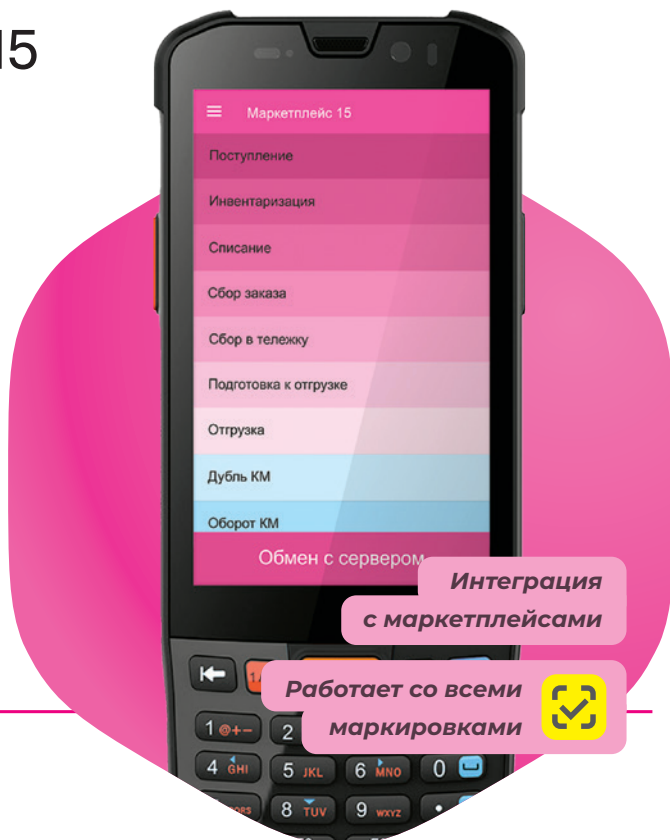 15
Маркетплейс 15
Поступление
Инвентаризация
Списание
Сбор заказа
Сбор в тележку
Подготовка к отгрузке
Отгрузка
Дубль КМ
Оборот КМ
Обмен с сервером
Интеграция
с маркетплейсами
Работает со всеми
маркировками
1 @+- 2
4 GHI 5 JKL 6 MNO 0
8 TUV 9 WXYZ .